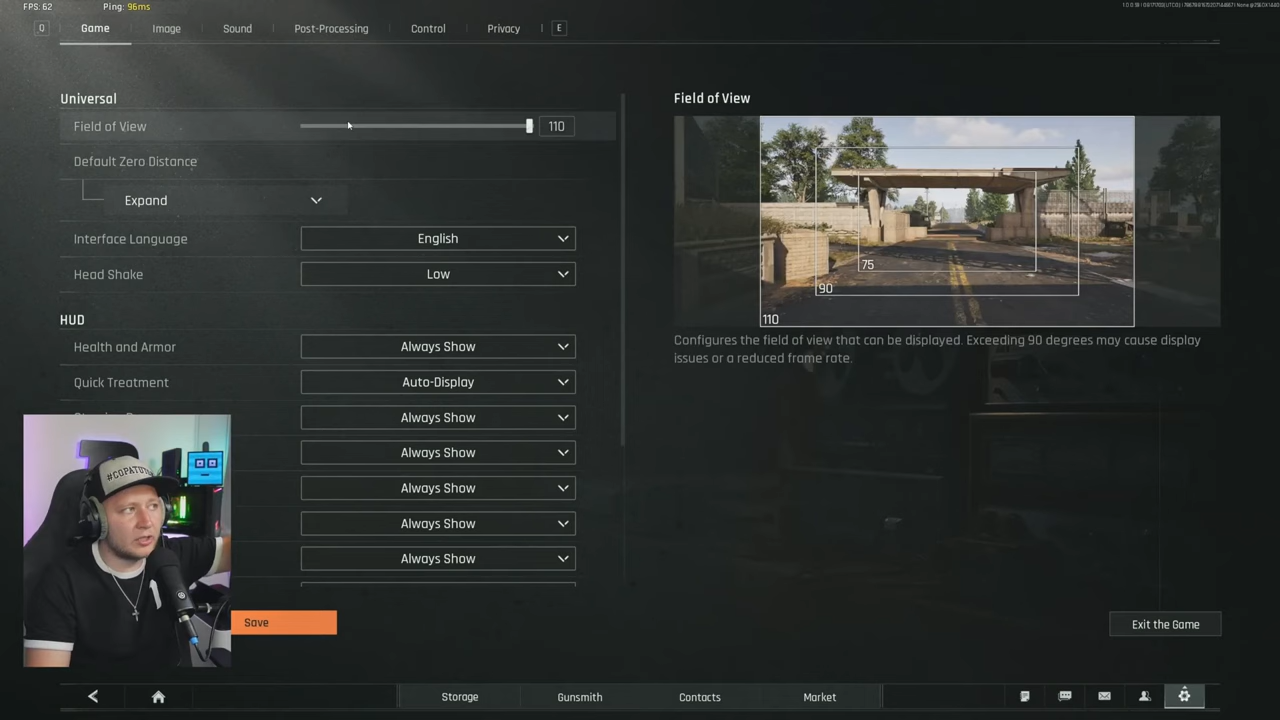 FPS: 62
Ping: 96ms
Q
Game
Image
Sound
Post-Processing
Control
Privacy
E
Universal
Field of View
110
Default Zero Distance
Expand
Interface Language
English
Head Shake
Low
HUD
Health and Armor
Always Show
Quick Treatment
Auto-Display
Always Show
Always Show
Always Show
Always Show
Always Show
Save
Field of View
75
90
110
Configures the field of view that can be displayed. Exceeding 90 degrees may cause display
issues or a reduced frame rate.
Exit the Game
Storage
Gunsmith
Contacts
Market